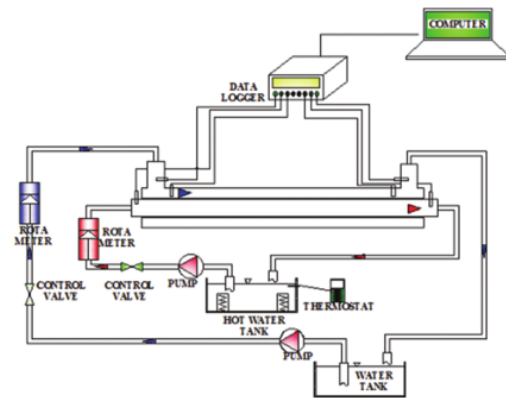 COMPUTER
DATA
LOGGER
ROTA
METER
ROTA
METER
CONTROL
VALVE
CONTROL
VALVE
PUMP
HOT WATER
TANK
THERMOSTAT
PUMP
WATER
TANK